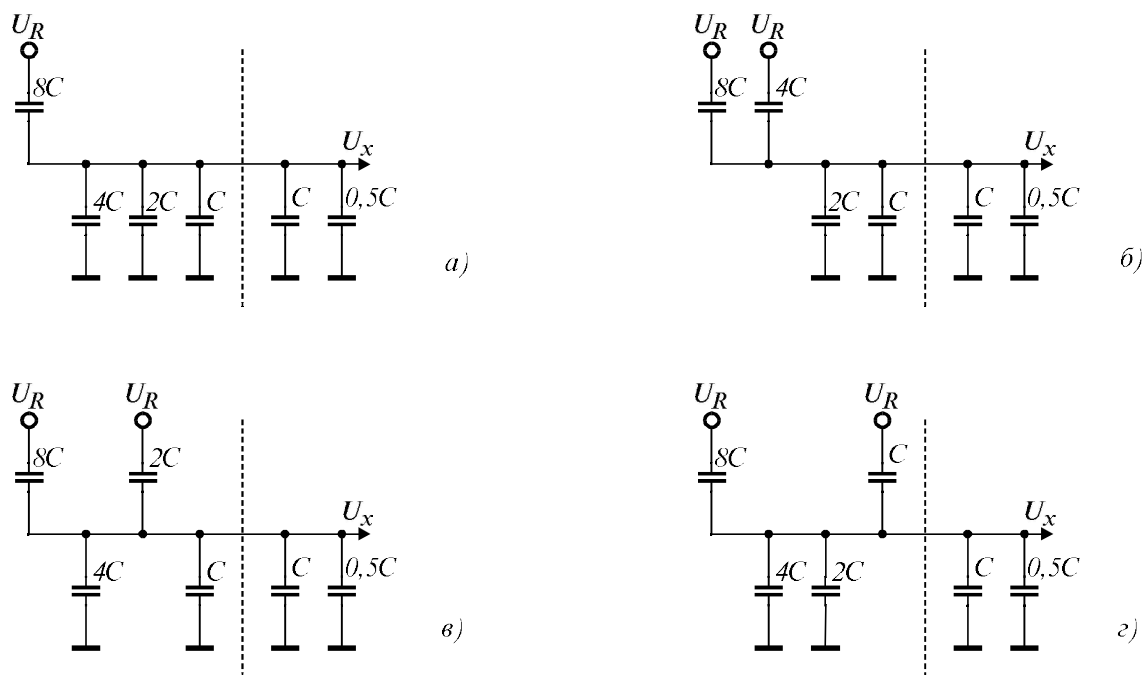 U_R
8C
U_x
4C 2C C C 0,5C
а)
U_R U_R
8C 4C
U_x
2C C C 0,5C
б)
U_R U_R
8C 2C
U_x
4C C C 0,5C
в)
U_R U_R
8C C
U_x
4C 2C C 0,5C
г)